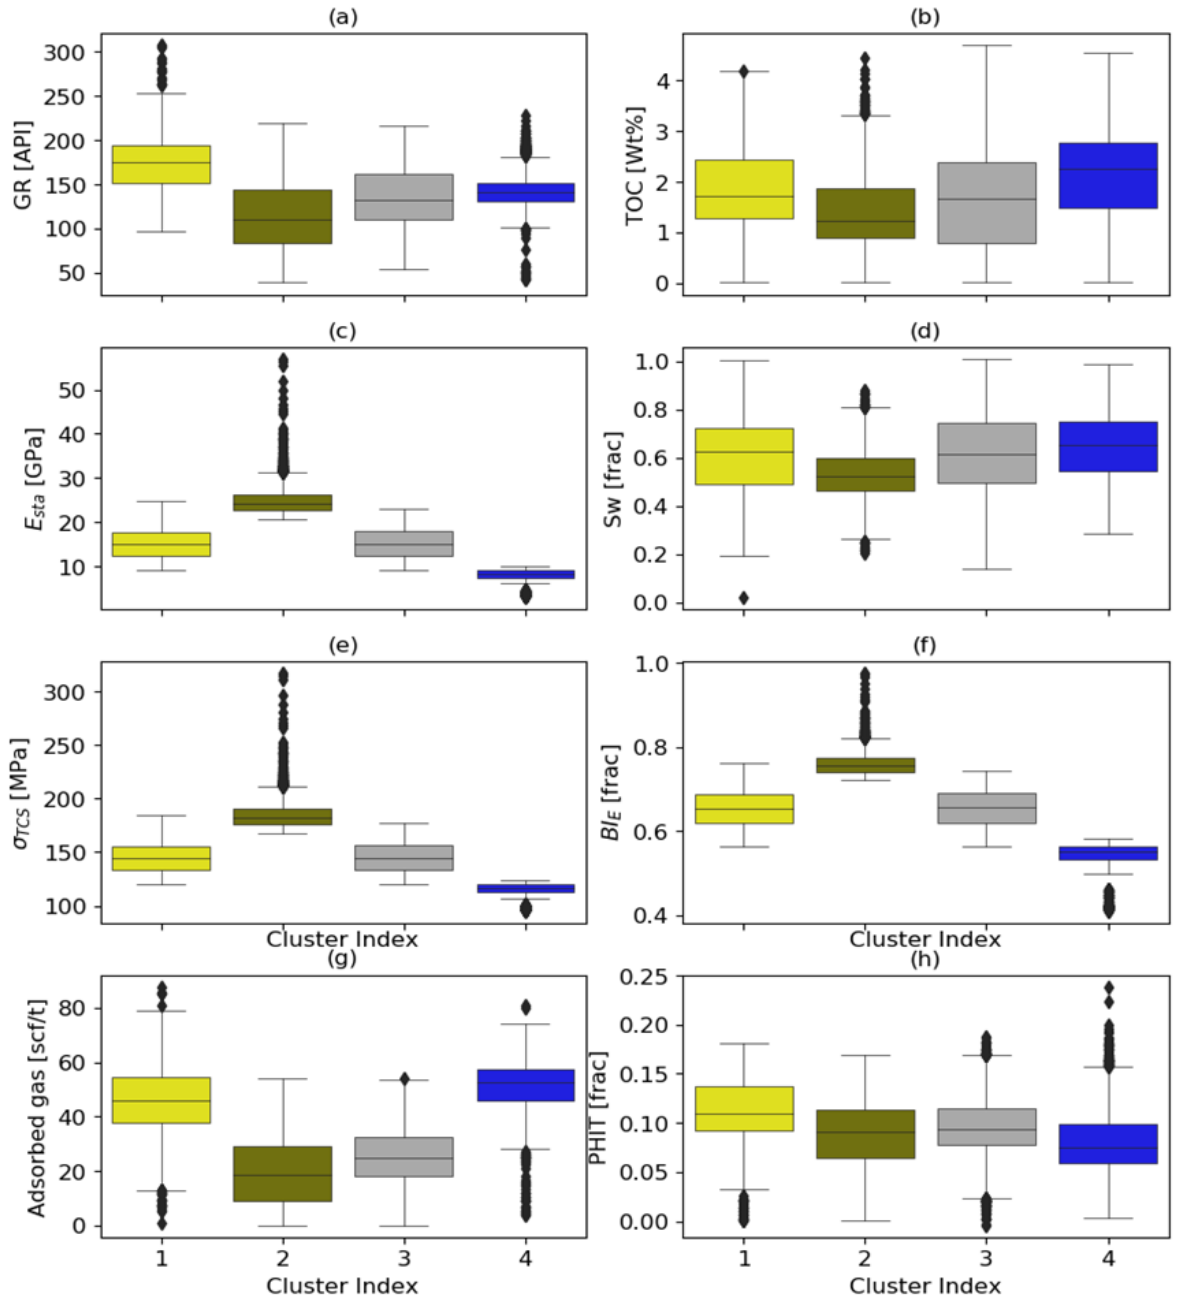 (a)
GR [API]
300
250
200
150
100
50
(b)
TOC [Wt%]
4
3
2
1
0
(c)
E_sta [GPa]
50
40
30
20
10
(d)
Sw [frac]
1.0
0.8
0.6
0.4
0.2
0.0
(e)
σ_TCS [MPa]
300
250
200
150
100
Cluster Index
(f)
BI_E [frac]
1.0
0.8
0.6
0.4
Cluster Index
(g)
Adsorbed gas [scf/t]
80
60
40
20
0
1 2 3 4
Cluster Index
(h)
PHIT [frac]
0.25
0.20
0.15
0.10
0.05
0.00
1 2 3 4
Cluster Index